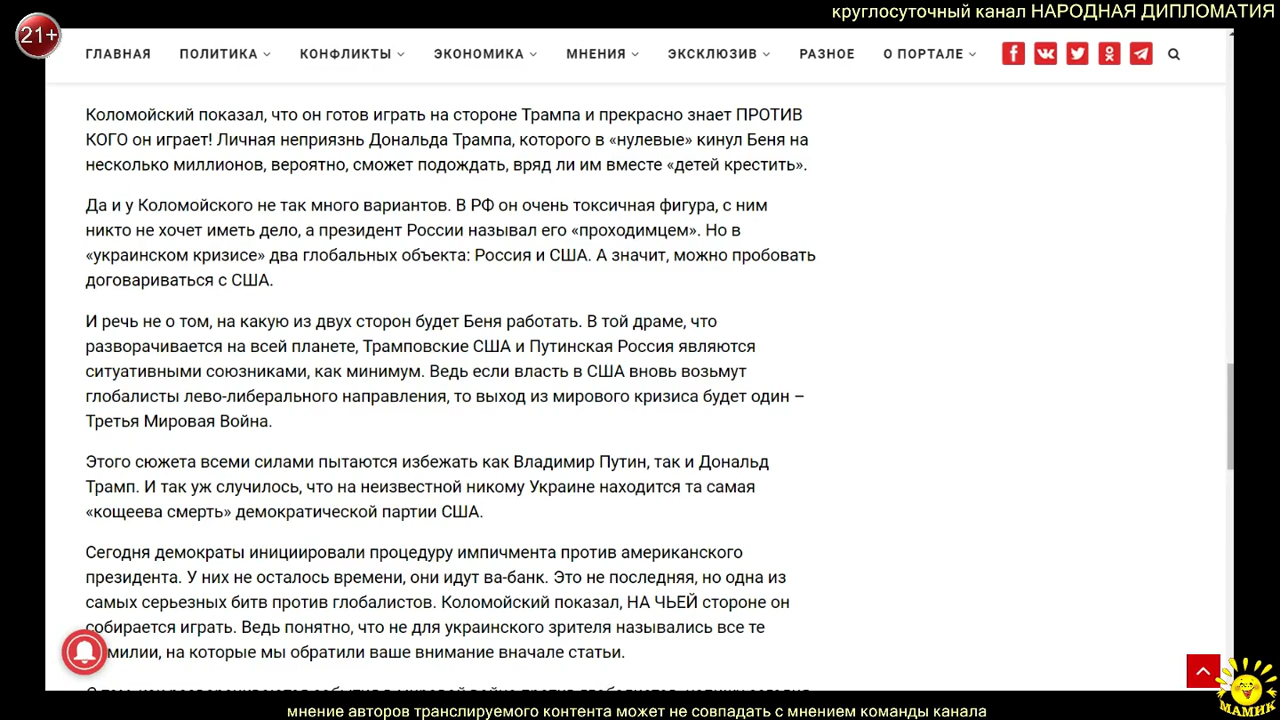 круглосуточный канал НАРОДНАЯ ДИПЛОМАТИЯ
21+
ГЛАВНАЯ ПОЛИТИКА КОНФЛИКТЫ ЭКОНОМИКА МНЕНИЯ ЭКСКЛЮЗИВ РАЗНОЕ О ПОРТАЛЕ
Коломойский показал, что он готов играть на стороне Трампа и прекрасно знает ПРОТИВ
КОГО он играет! Личная неприязнь Дональда Трампа, которого в «нулевые» кинул Беня на
несколько миллионов, вероятно, сможет подождать, вряд ли им вместе «детей крестить».
Да и у Коломойского не так много вариантов. В РФ он очень токсичная фигура, с ним
никто не хочет иметь дело, а президент России называл его «проходимцем». Но в
«украинском кризисе» два глобальных объекта: Россия и США. А значит, можно пробовать
договариваться с США.
И речь не о том, на какую из двух сторон будет Беня работать. В той драме, что
разворачивается на всей планете, Трамповские США и Путинская Россия являются
ситуативными союзниками, как минимум. Ведь если власть в США вновь возьмут
глобалисты лево-либерального направления, то выход из мирового кризиса будет один –
Третья Мировая Война.
Этого сюжета всеми силами пытаются избежать как Владимир Путин, так и Дональд
Трамп. И так уж случилось, что на неизвестной никому Украине находится та самая
«кощеева смерть» демократической партии США.
Сегодня демократы инициировали процедуру импичмента против американского
президента. У них не осталось времени, они идут ва-банк. Это не последняя, но одна из
самых серьезных битв против глобалистов. Коломойский показал, НА ЧЬЕЙ стороне он
собирается играть. Ведь понятно, что не для украинского зрителя назывались все те
милии, на которые мы обратили ваше внимание вначале статьи.
МАМИК
мнение авторов транслируемого контента может не совпадать с мнением команды канала